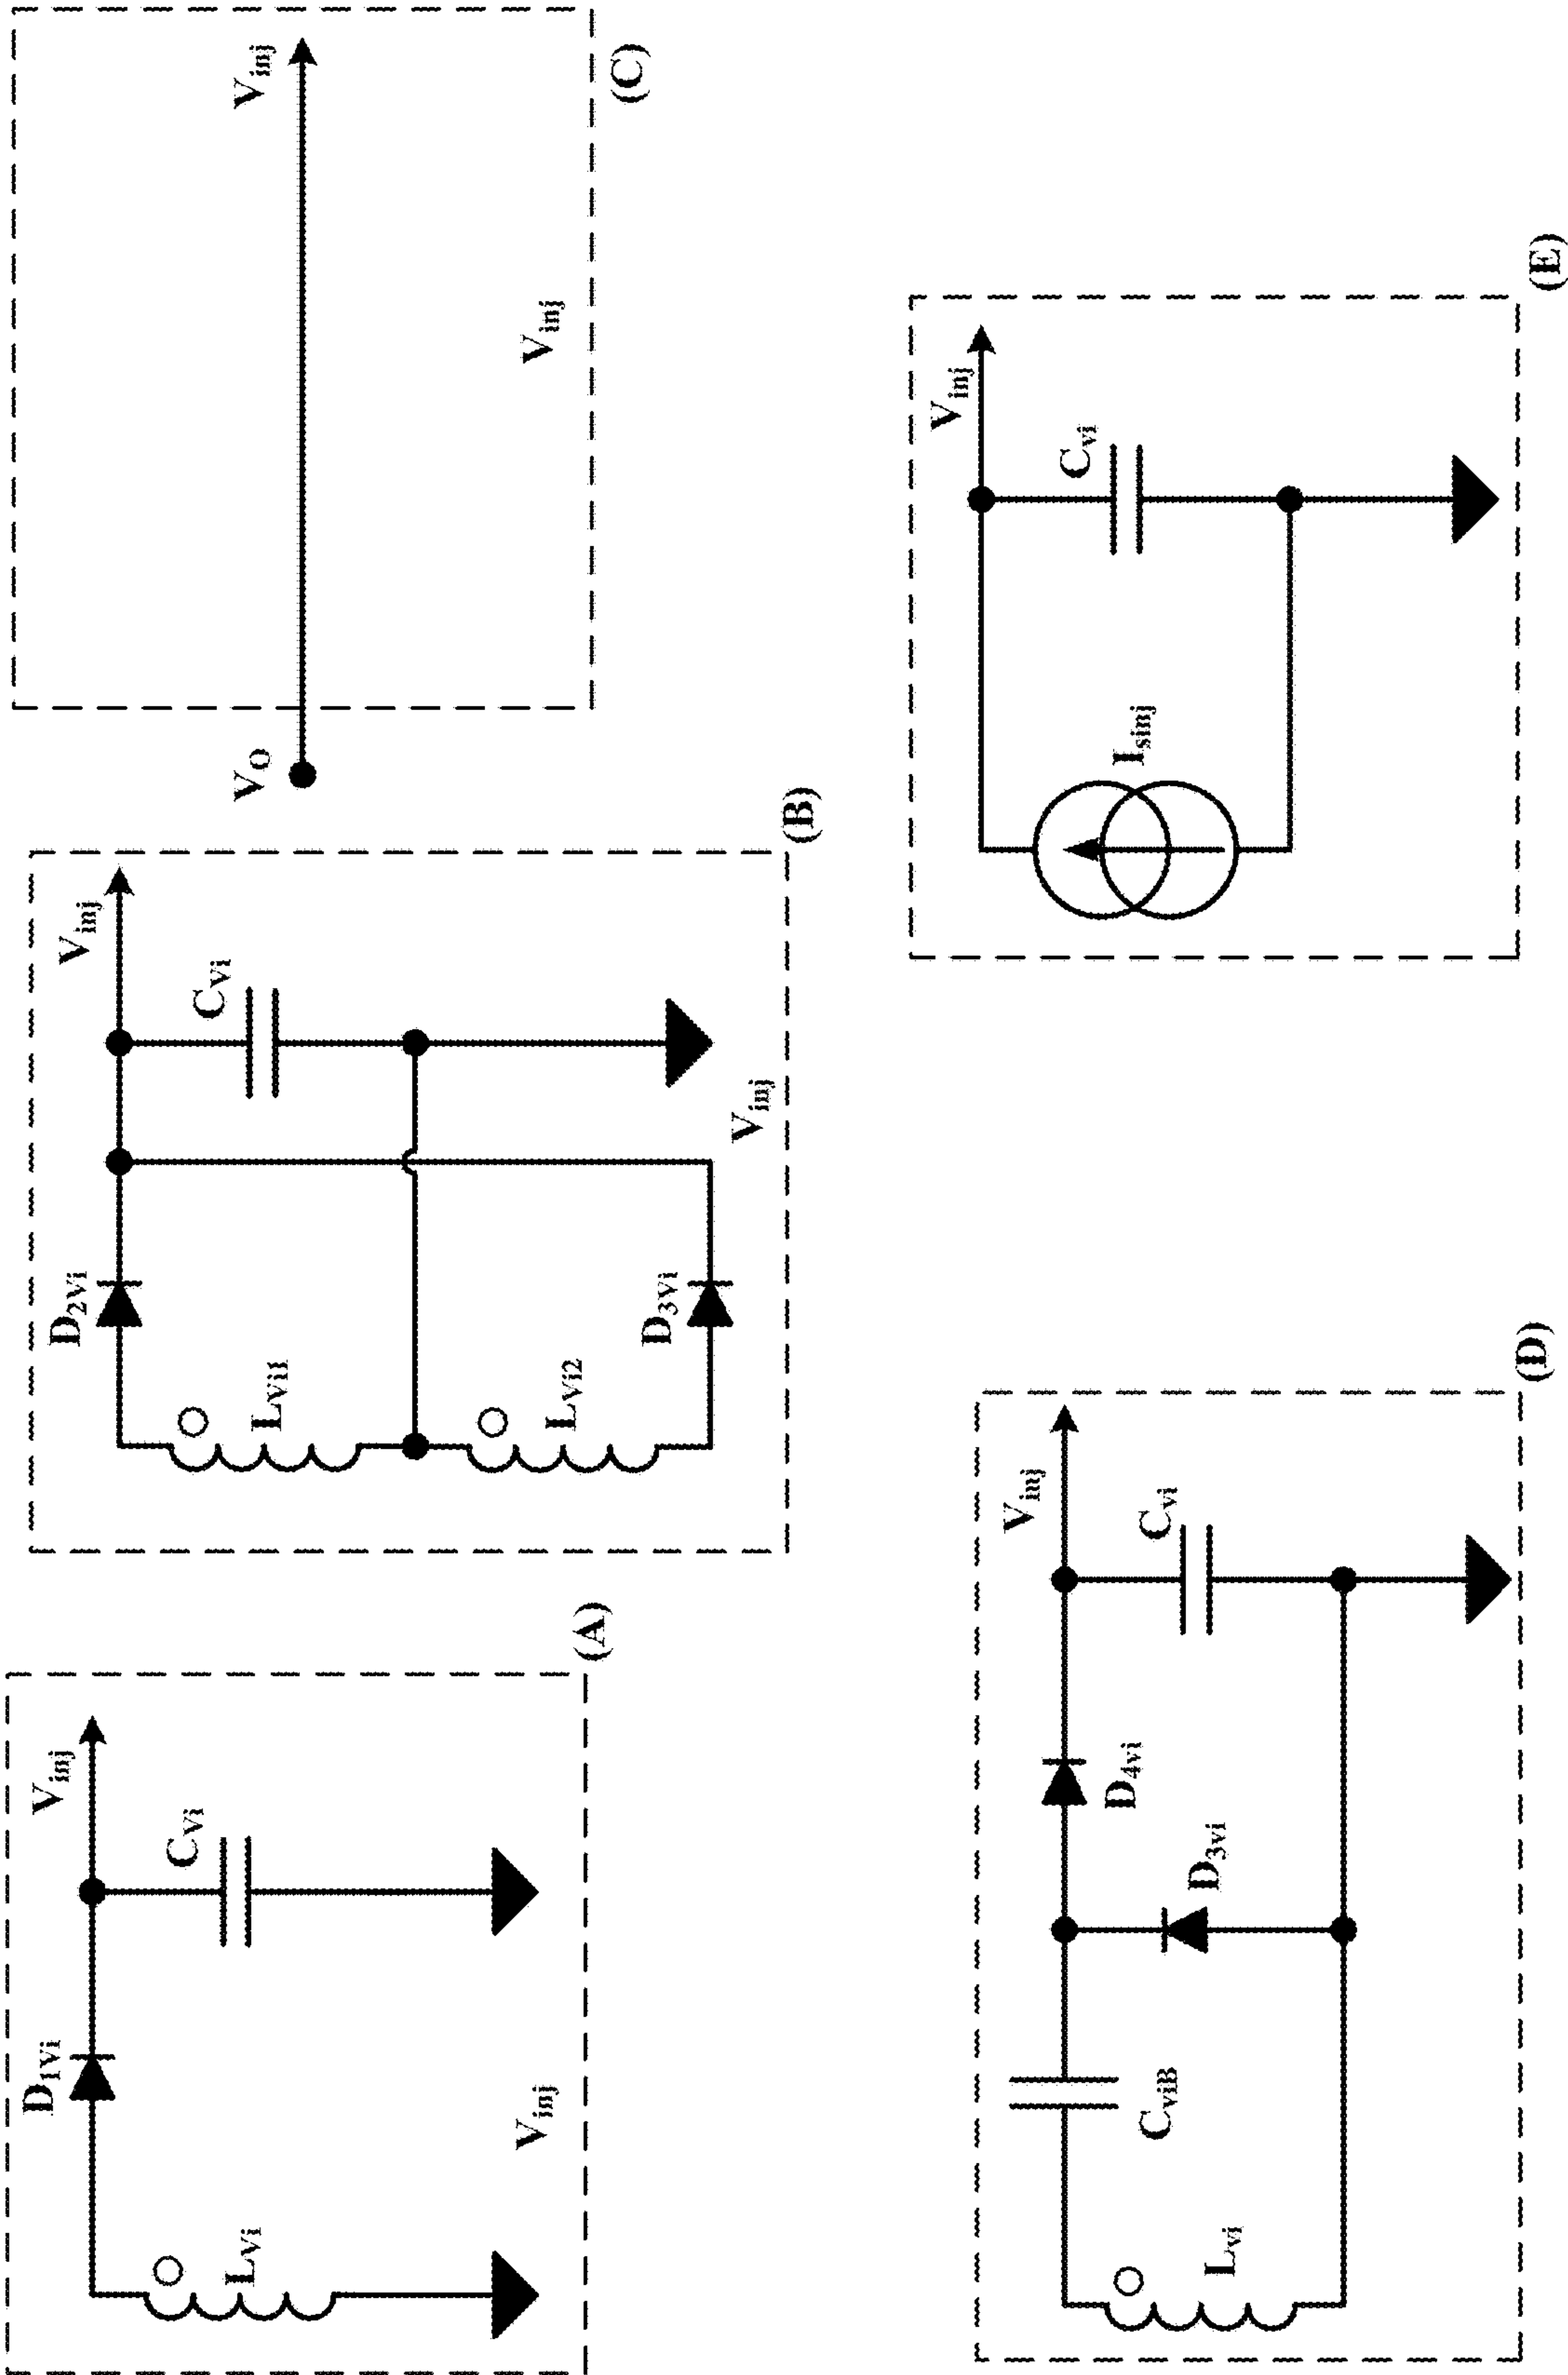 D1Vi
Vinj
CVi
LVi
Vinj
(A)
D2Vi
Vinj
CVi
LVi1
LVi2
D3Vi
Vinj
(B)
VO
Vinj
Vinj
(C)
Vinj
CviB
D4vi
Cvi
D3vi
Lvi
(D)
Vinj
Cvi
Isinj
(E)